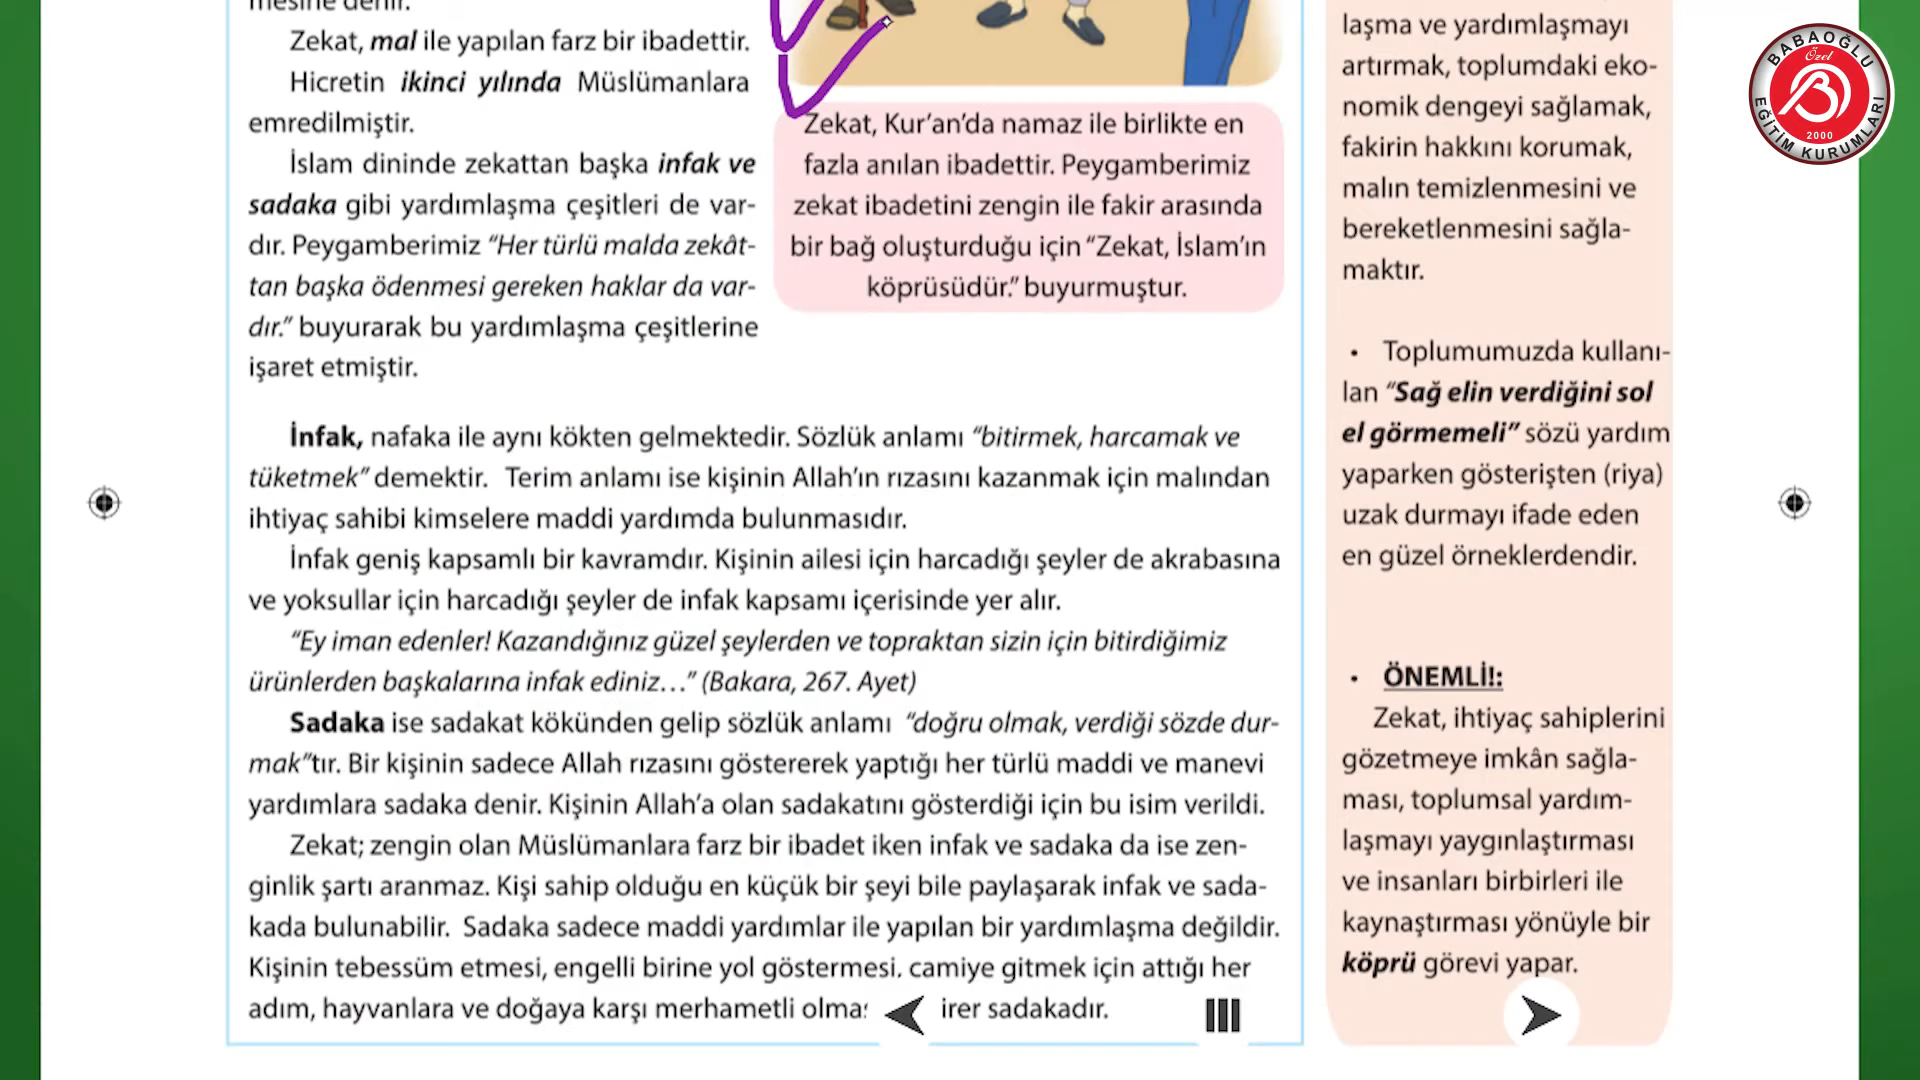 mesine denir.
Zekat, mal ile yapılan farz bir ibadettir.
Hicretin ikinci yılında Müslümanlara
emredilmiştir.
İslam dininde zekattan başka infak ve
sadaka gibi yardımlaşma çeşitleri de var-
dır. Peygamberimiz “Her türlü malda zekât-
tan başka ödenmesi gereken haklar da var-
dır.” buyurarak bu yardımlaşma çeşitlerine
işaret etmiştir.
Zekat, Kur’an’da namaz ile birlikte en
fazla anılan ibadettir. Peygamberimiz
zekat ibadetini zengin ile fakir arasında
bir bağ oluşturduğu için “Zekat, İslam’ın
köprüsüdür.” buyurmuştur.
İnfak, nafaka ile aynı kökten gelmektedir. Sözlük anlamı “bitirmek, harcamak ve
tüketmek” demektir. Terim anlamı ise kişinin Allah’ın rızasını kazanmak için malından
ihtiyaç sahibi kimselere maddi yardımda bulunmasıdır.
İnfak geniş kapsamlı bir kavramdır. Kişinin ailesi için harcadığı şeyler de akrabasına
ve yoksullar için harcadığı şeyler de infak kapsamı içerisinde yer alır.
“Ey iman edenler! Kazandığınız güzel şeylerden ve topraktan sizin için bitirdiğimiz
ürünlerden başkalarına infak ediniz…” (Bakara, 267. Ayet)
Sadaka ise sadakat kökünden gelip sözlük anlamı “doğru olmak, verdiği sözde dur-
mak”tır. Bir kişinin sadece Allah rızasını göstererek yaptığı her türlü maddi ve manevi
yardımlara sadaka denir. Kişinin Allah’a olan sadakatını gösterdiği için bu isim verildi.
Zekat; zengin olan Müslümanlara farz bir ibadet iken infak ve sadaka da ise zen-
ginlik şartı aranmaz. Kişi sahip olduğu en küçük bir şeyi bile paylaşarak infak ve sada-
kada bulunabilir. Sadaka sadece maddi yardımlar ile yapılan bir yardımlaşma değildir.
Kişinin tebessüm etmesi, engelli birine yol göstermesi, camiye gitmek için attığı her
adım, hayvanlara ve doğaya karşı merhametli olma irer sadakadır.
laşma ve yardımlaşmayı
artırmak, toplumdaki eko-
nomik dengeyi sağlamak,
fakirin hakkını korumak,
malın temizlenmesini ve
bereketlenmesini sağla-
maktır.
• Toplumumuzda kullanı-
lan “Sağ elin verdiğini sol
el görmemeli” sözü yardım
yaparken gösterişten (riya)
uzak durmayı ifade eden
en güzel örneklerdendir.
• ÖNEMLİ!:
Zekat, ihtiyaç sahiplerini
gözetmeye imkân sağla-
ması, toplumsal yardım-
laşmayı yaygınlaştırması
ve insanları birbirleri ile
kaynaştırması yönüyle bir
köprü görevi yapar.
BABAOĞLU
Özel
B
2000
EĞİTİM KURUMLARI